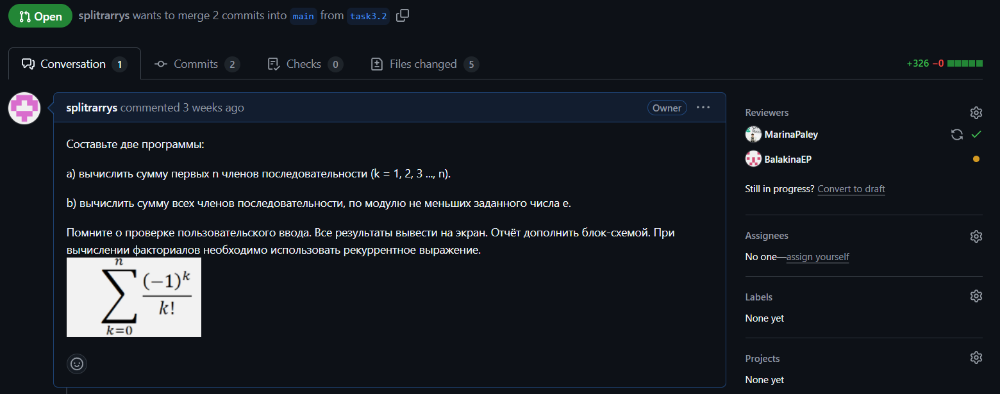 Open splitrarrys wants to merge 2 commits into main from task3.2
Conversation 1 Commits 2 Checks 0 Files changed 5 +326 −0
splitrarrys commented 3 weeks ago Owner ...
Составьте две программы:
a) вычислить сумму первых n членов последовательности (k = 1, 2, 3 ..., n).
b) вычислить сумму всех членов последовательности, по модулю не меньших заданного числа e.
Помните о проверке пользовательского ввода. Все результаты вывести на экран. Отчёт дополнить блок-схемой. При
вычислении факториалов необходимо использовать рекуррентное выражение.
n
∑ (−1)^k / k!
k=0
Reviewers
MarinaPaley
BalakinaEP
Still in progress? Convert to draft
Assignees
No one—assign yourself
Labels
None yet
Projects
None yet